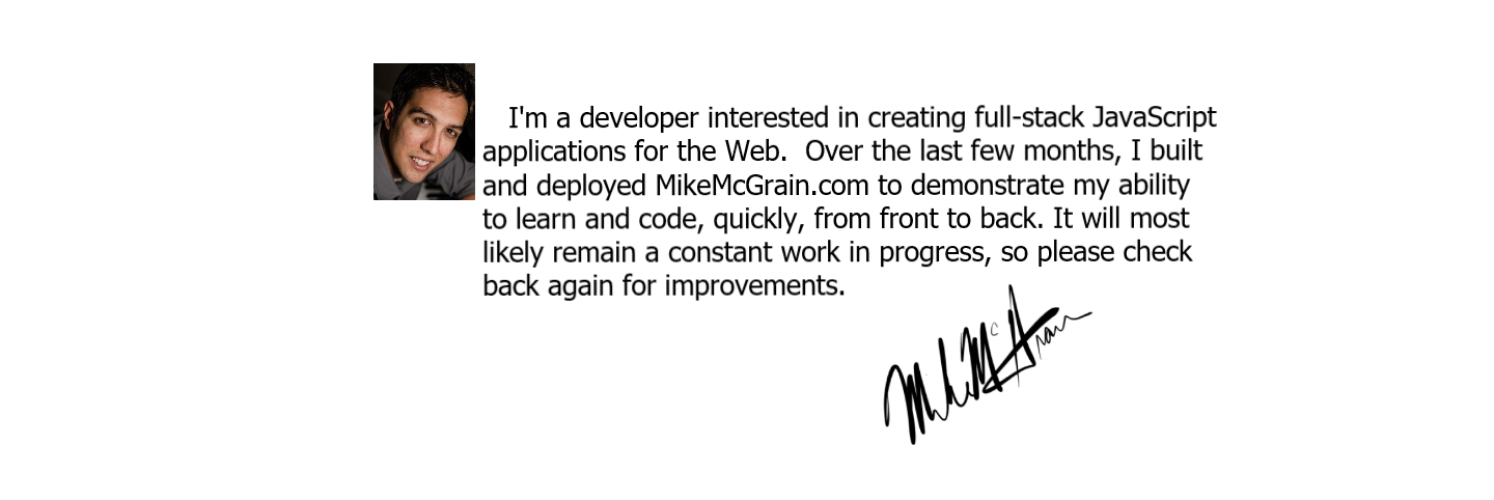 I'm a developer interested in creating full-stack JavaScript
applications for the Web.  Over the last few months, I built
and deployed MikeMcGrain.com to demonstrate my ability
to learn and code, quickly, from front to back. It will most
likely remain a constant work in progress, so please check
back again for improvements.
Mike McGrain